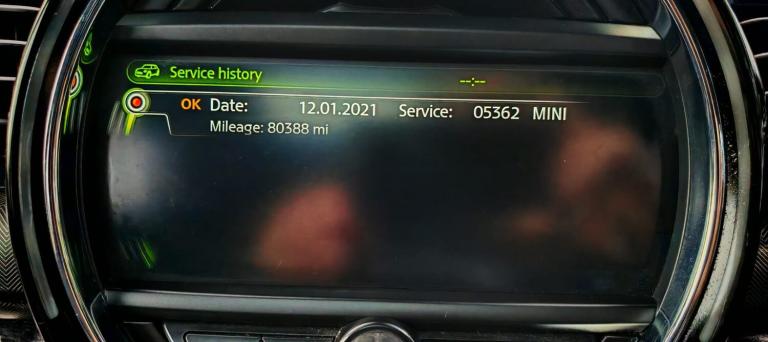 Service history --:--
OK Date: 12.01.2021 Service: 05362 MINI
Mileage: 80388 mi